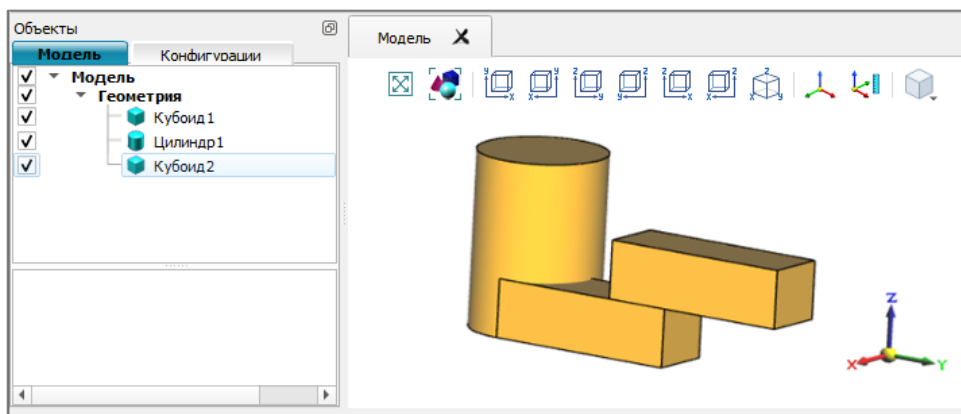 Объекты
Модель
Конфигурации
Модель
Геометрия
Кубоид1
Цилиндр1
Кубоид2
Модель
y
x
y
x
z
y
z
y
z
x
z
x
z
x
y
Z
X
Y